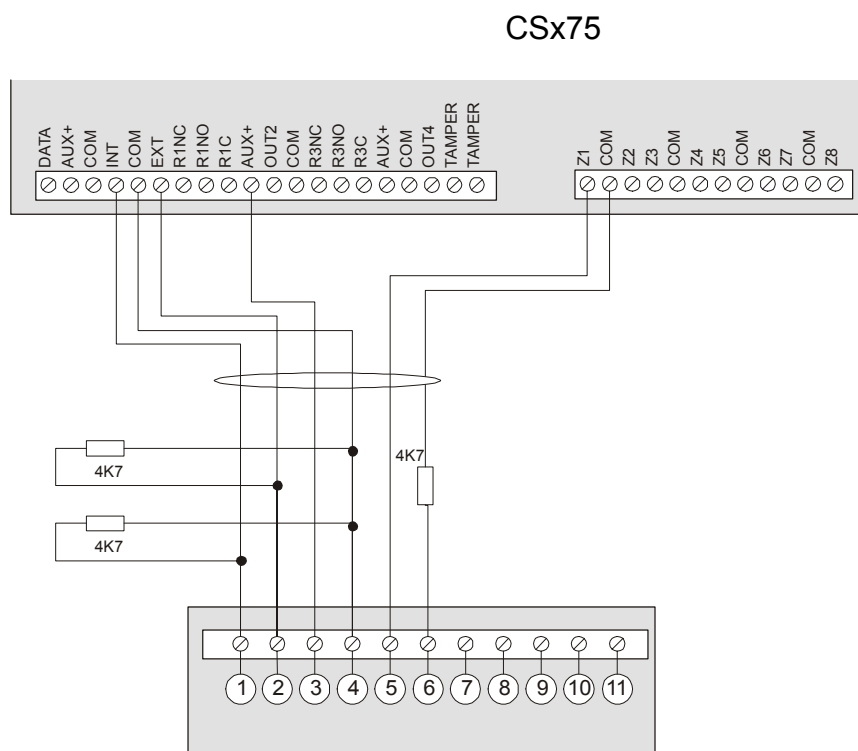 CSx75
DATA
AUX+
COM
INT
COM
EXT
R1NC
R1NO
R1C
AUX+
OUT2
COM
R3NC
R3NO
R3C
AUX+
COM
OUT4
TAMPER
TAMPER
Z1
COM
Z2
Z3
COM
Z4
Z5
COM
Z6
Z7
COM
Z8
4K7
4K7
4K7
1
2
3
4
5
6
7
8
9
10
11